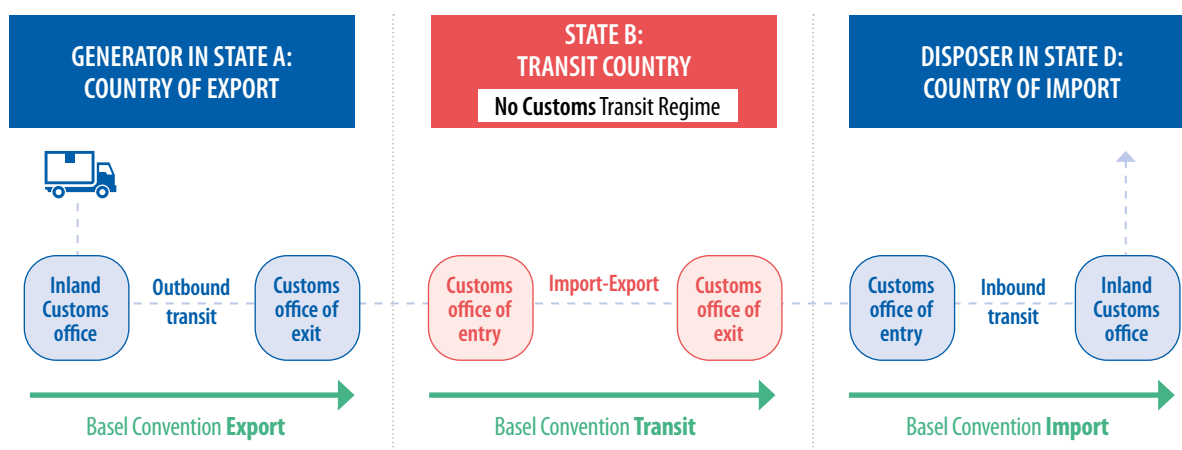 GENERATOR IN STATE A:
COUNTRY OF EXPORT
STATE B:
TRANSIT COUNTRY
No Customs Transit Regime
DISPOSER IN STATE D:
COUNTRY OF IMPORT
Inland
Customs
office
Outbound
transit
Customs
office of
exit
Customs
office of
entry
Import-Export
Customs
office of
exit
Customs
office of
entry
Inbound
transit
Inland
Customs
office
Basel Convention Export
Basel Convention Transit
Basel Convention Import